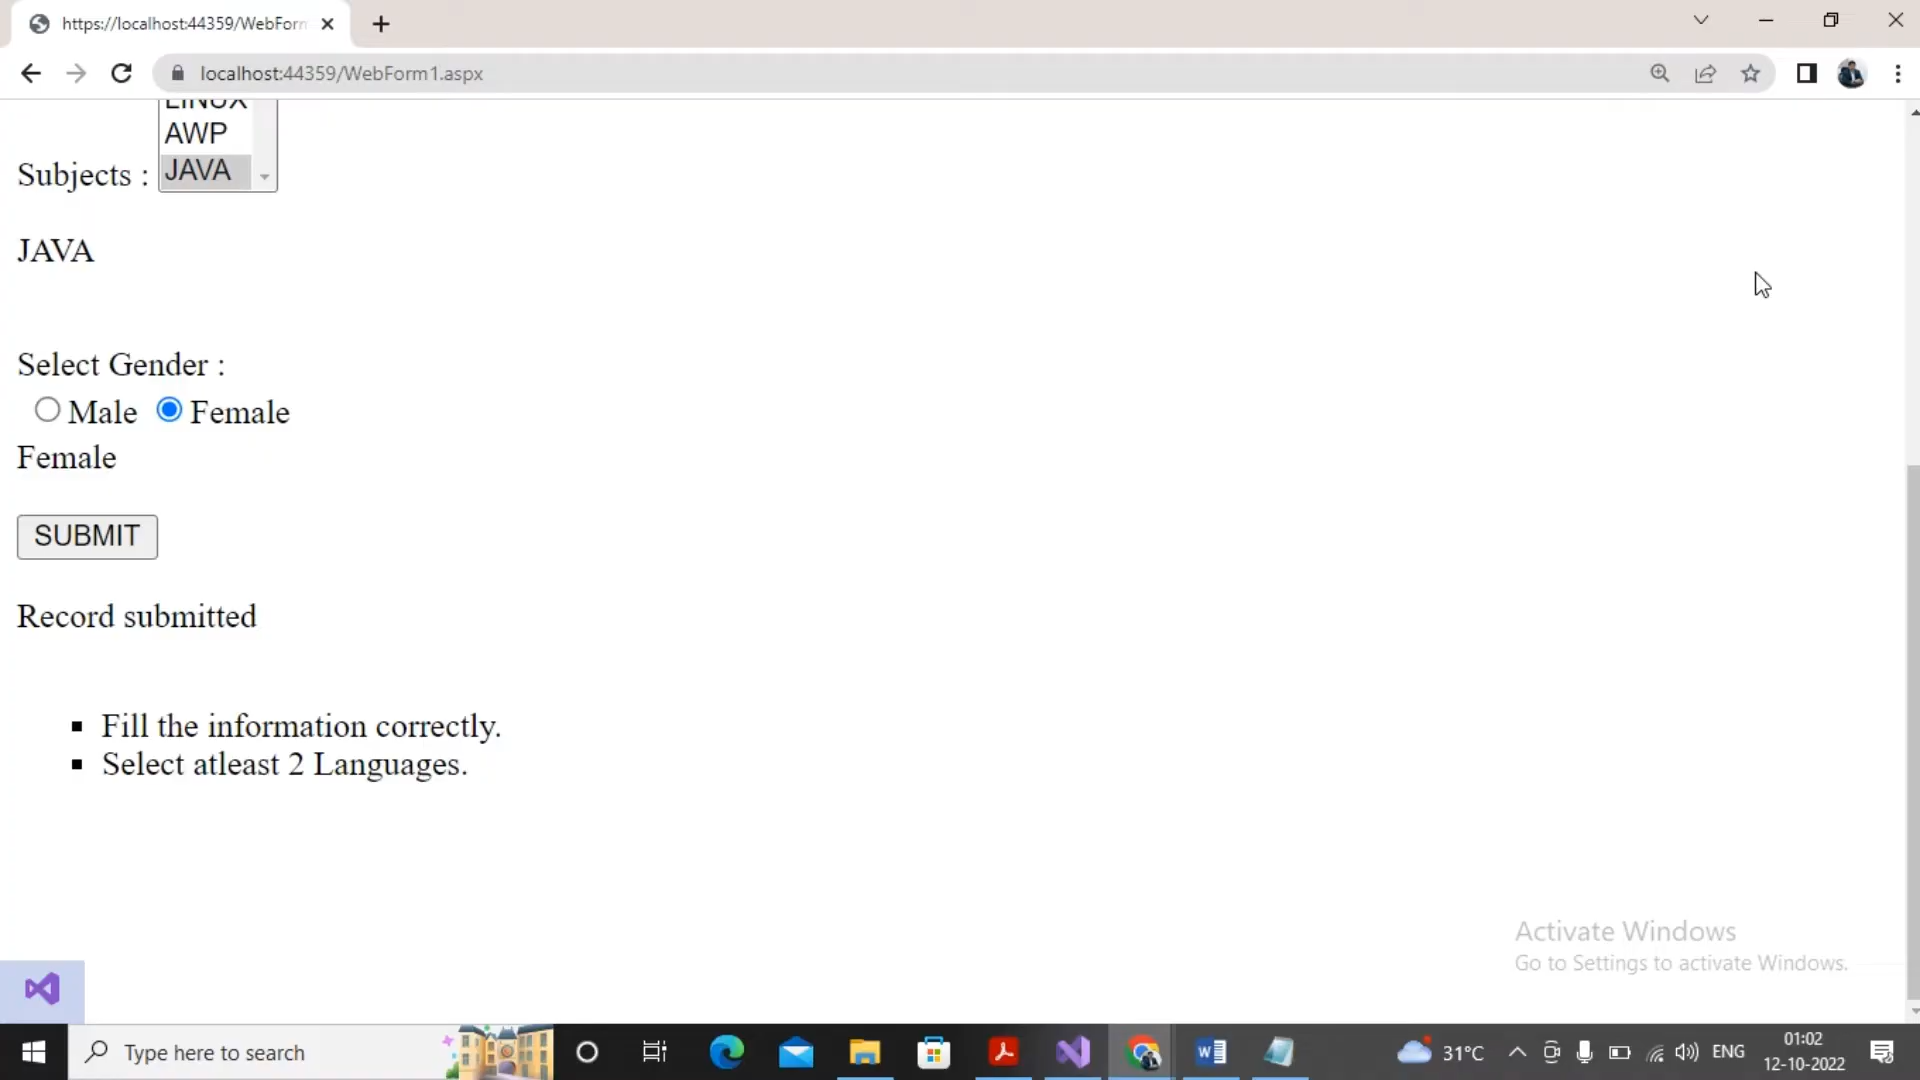 https://localhost:44359/WebForm
localhost:44359/WebForm1.aspx
LINUX
AWP
Subjects :
JAVA
JAVA
Select Gender :
Male Female
Female
SUBMIT
Record submitted
Fill the information correctly.
Select atleast 2 Languages.
Activate Windows
Go to Settings to activate Windows.
Type here to search
31°C
ENG
01:02
12-10-2022